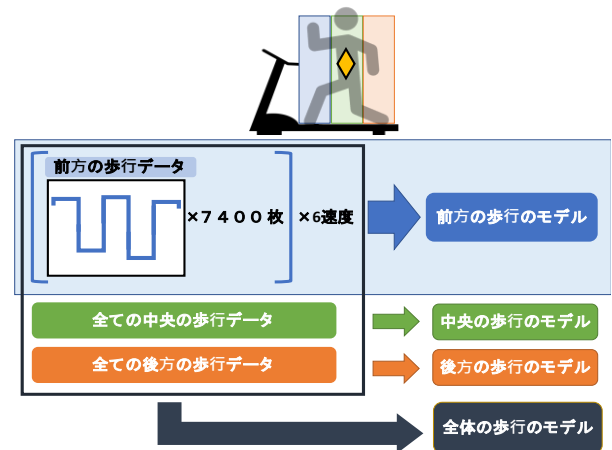 前方の歩行データ
×７４００枚 ×6速度
前方の歩行のモデル
全ての中央の歩行データ
中央の歩行のモデル
全ての後方の歩行データ
後方の歩行のモデル
全体の歩行のモデル